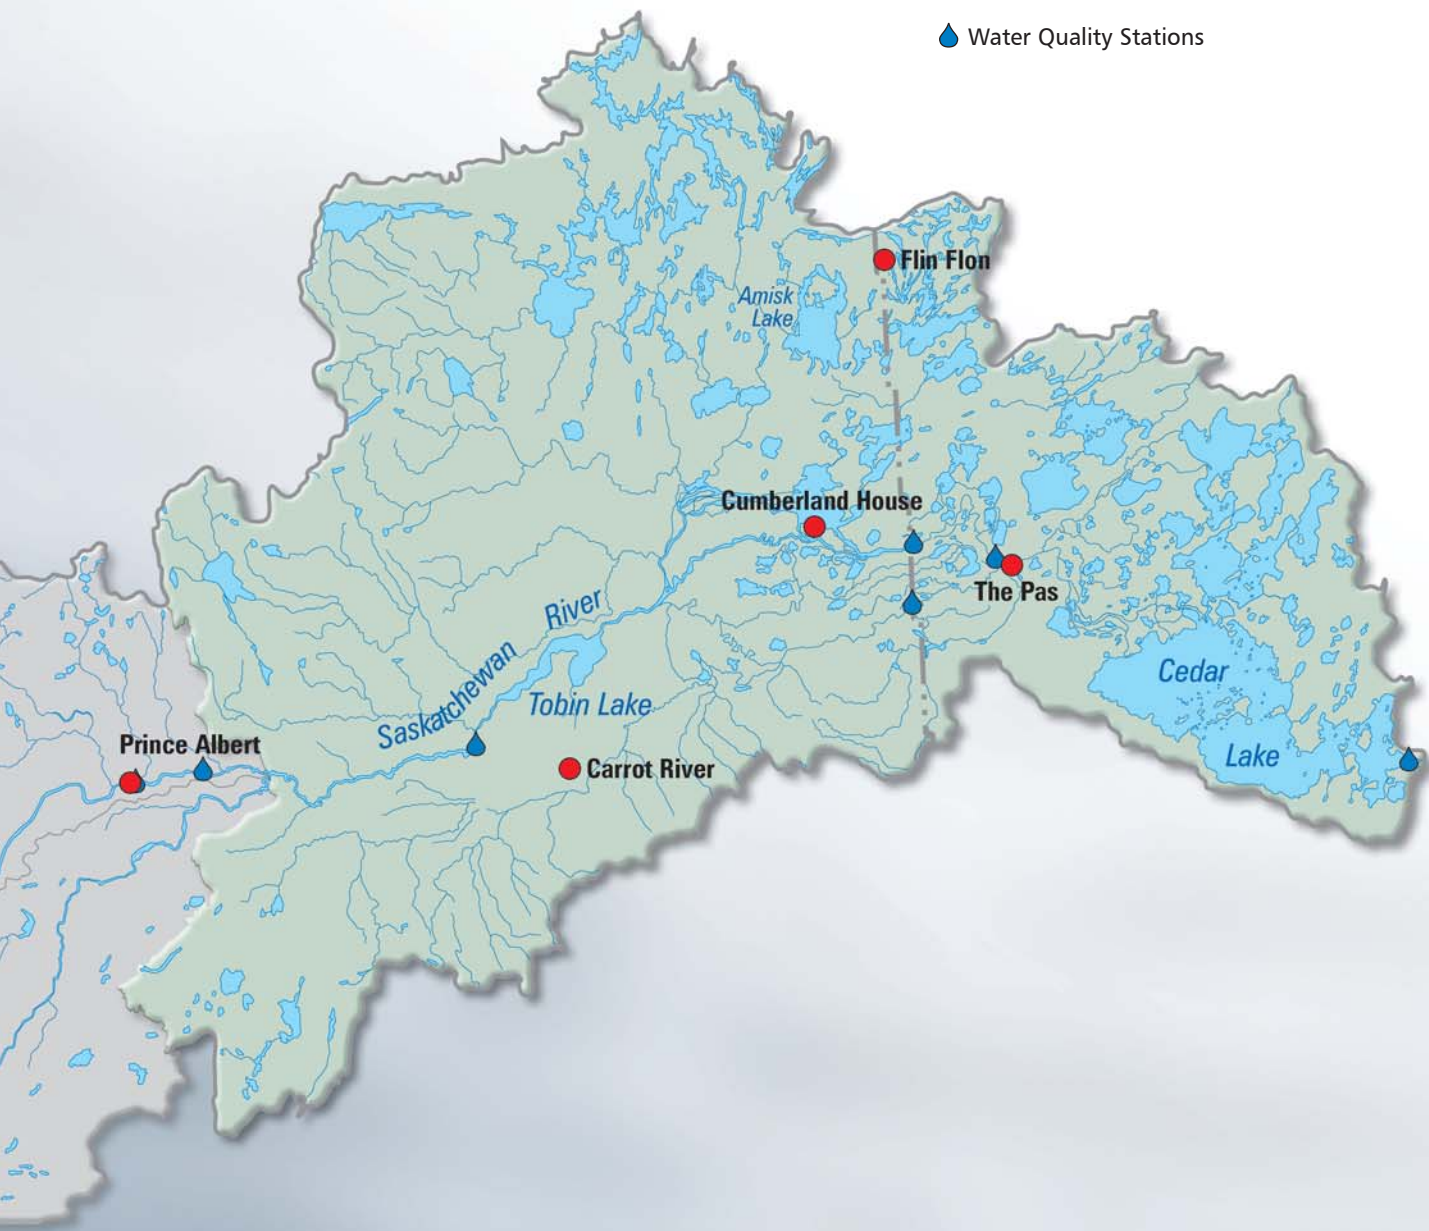 Water Quality Stations
Flin Flon
Amisk
Lake
Cumberland House
The Pas
Saskatchewan River
Cedar
Lake
Tobin Lake
Prince Albert
Carrot River